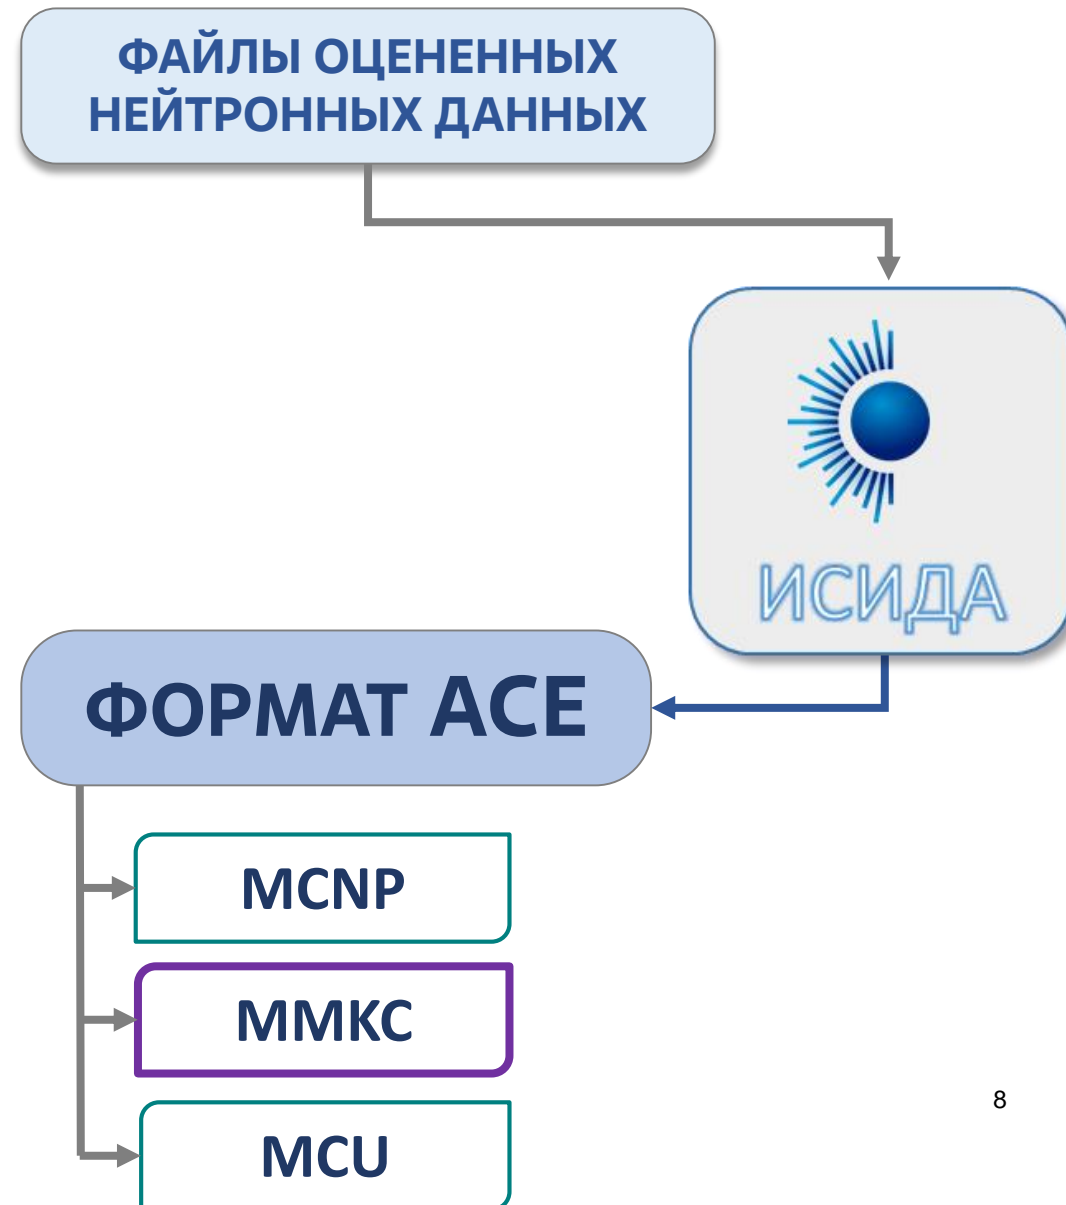 ФАЙЛЫ ОЦЕНЕННЫХ
НЕЙТРОННЫХ ДАННЫХ
ИСИДА
ФОРМАТ ACE
MCNP
ММКС
MCU
8